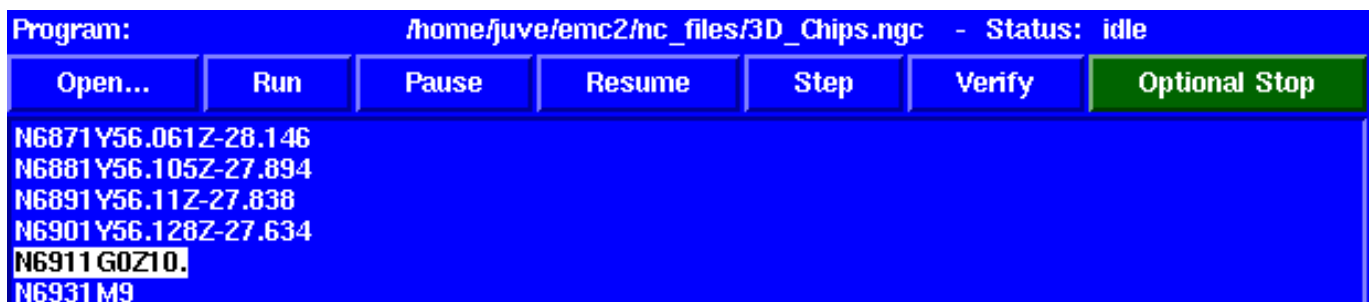 Program: /home/juve/emc2/nc_files/3D_Chips.ngc - Status: idle
Open... Run Pause Resume Step Verify Optional Stop
N6871Y56.061Z-28.146
N6881Y56.105Z-27.894
N6891Y56.11Z-27.838
N6901Y56.128Z-27.634
N6911G0Z10.
N6931M9